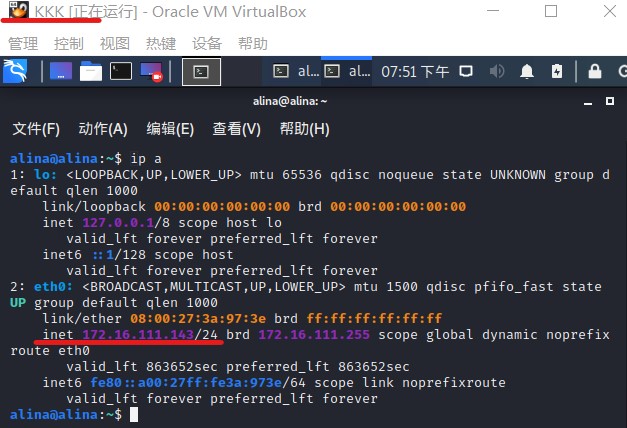 KKK [正在运行] - Oracle VM VirtualBox
管理 控制 视图 热键 设备 帮助
al... al... 07:51 下午
alina@alina: ~
文件(F) 动作(A) 编辑(E) 查看(V) 帮助(H)
alina@alina:~$ ip a
1: lo: <LOOPBACK,UP,LOWER_UP> mtu 65536 qdisc noqueue state UNKNOWN group d
efault qlen 1000
link/loopback 00:00:00:00:00:00 brd 00:00:00:00:00:00
inet 127.0.0.1/8 scope host lo
valid_lft forever preferred_lft forever
inet6 ::1/128 scope host
valid_lft forever preferred_lft forever
2: eth0: <BROADCAST,MULTICAST,UP,LOWER_UP> mtu 1500 qdisc pfifo_fast state
UP group default qlen 1000
link/ether 08:00:27:3a:97:3e brd ff:ff:ff:ff:ff:ff
inet 172.16.111.143/24 brd 172.16.111.255 scope global dynamic noprefix
route eth0
valid_lft 863652sec preferred_lft 863652sec
inet6 fe80::a00:27ff:fe3a:973e/64 scope link noprefixroute
valid_lft forever preferred_lft forever
alina@alina:~$